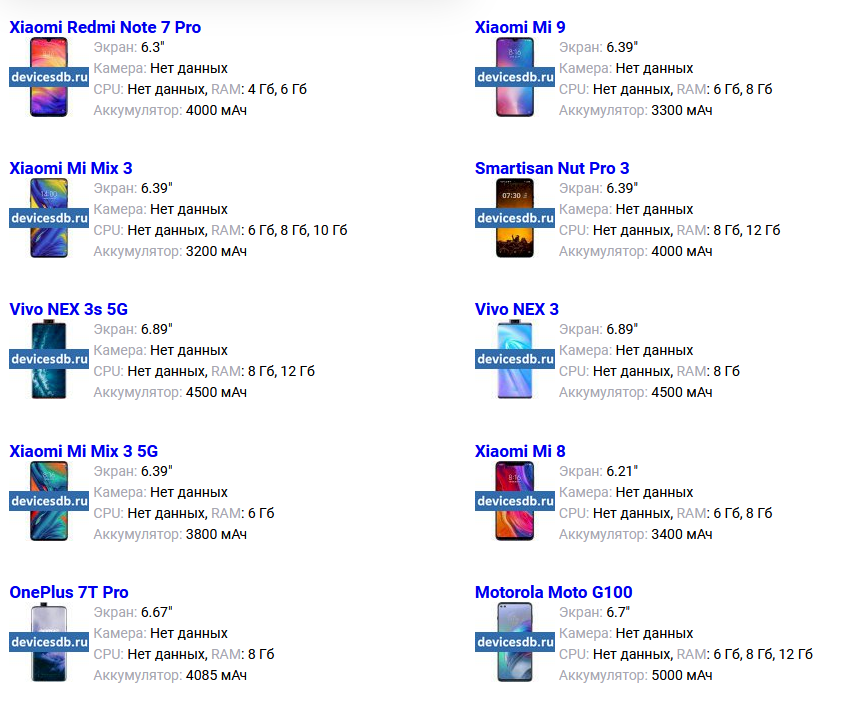 Xiaomi Redmi Note 7 Pro
devicesdb.ru
Экран: 6.3"
Камера: Нет данных
CPU: Нет данных, RAM: 4 Гб, 6 Гб
Аккумулятор: 4000 мАч
Xiaomi Mi 9
8:16
devicesdb.ru
Экран: 6.39"
Камера: Нет данных
CPU: Нет данных, RAM: 6 Гб, 8 Гб
Аккумулятор: 3300 мАч
Xiaomi Mi Mix 3
devicesdb.ru
Экран: 6.39"
Камера: Нет данных
CPU: Нет данных, RAM: 6 Гб, 8 Гб, 10 Гб
Аккумулятор: 3200 мАч
Smartisan Nut Pro 3
07:30
devicesdb.ru
Экран: 6.39"
Камера: Нет данных
CPU: Нет данных, RAM: 8 Гб, 12 Гб
Аккумулятор: 4000 мАч
Vivo NEX 3s 5G
devicesdb.ru
Экран: 6.89"
Камера: Нет данных
CPU: Нет данных, RAM: 8 Гб, 12 Гб
Аккумулятор: 4500 мАч
Vivo NEX 3
devicesdb.ru
Экран: 6.89"
Камера: Нет данных
CPU: Нет данных, RAM: 8 Гб
Аккумулятор: 4500 мАч
Xiaomi Mi Mix 3 5G
devicesdb.ru
Экран: 6.39"
Камера: Нет данных
CPU: Нет данных, RAM: 6 Гб
Аккумулятор: 3800 мАч
Xiaomi Mi 8
8:16
devicesdb.ru
Экран: 6.21"
Камера: Нет данных
CPU: Нет данных, RAM: 6 Гб, 8 Гб
Аккумулятор: 3400 мАч
OnePlus 7T Pro
devicesdb.ru
Экран: 6.67"
Камера: Нет данных
CPU: Нет данных, RAM: 8 Гб
Аккумулятор: 4085 мАч
Motorola Moto G100
devicesdb.ru
Экран: 6.7"
Камера: Нет данных
CPU: Нет данных, RAM: 6 Гб, 8 Гб, 12 Гб
Аккумулятор: 5000 мАч